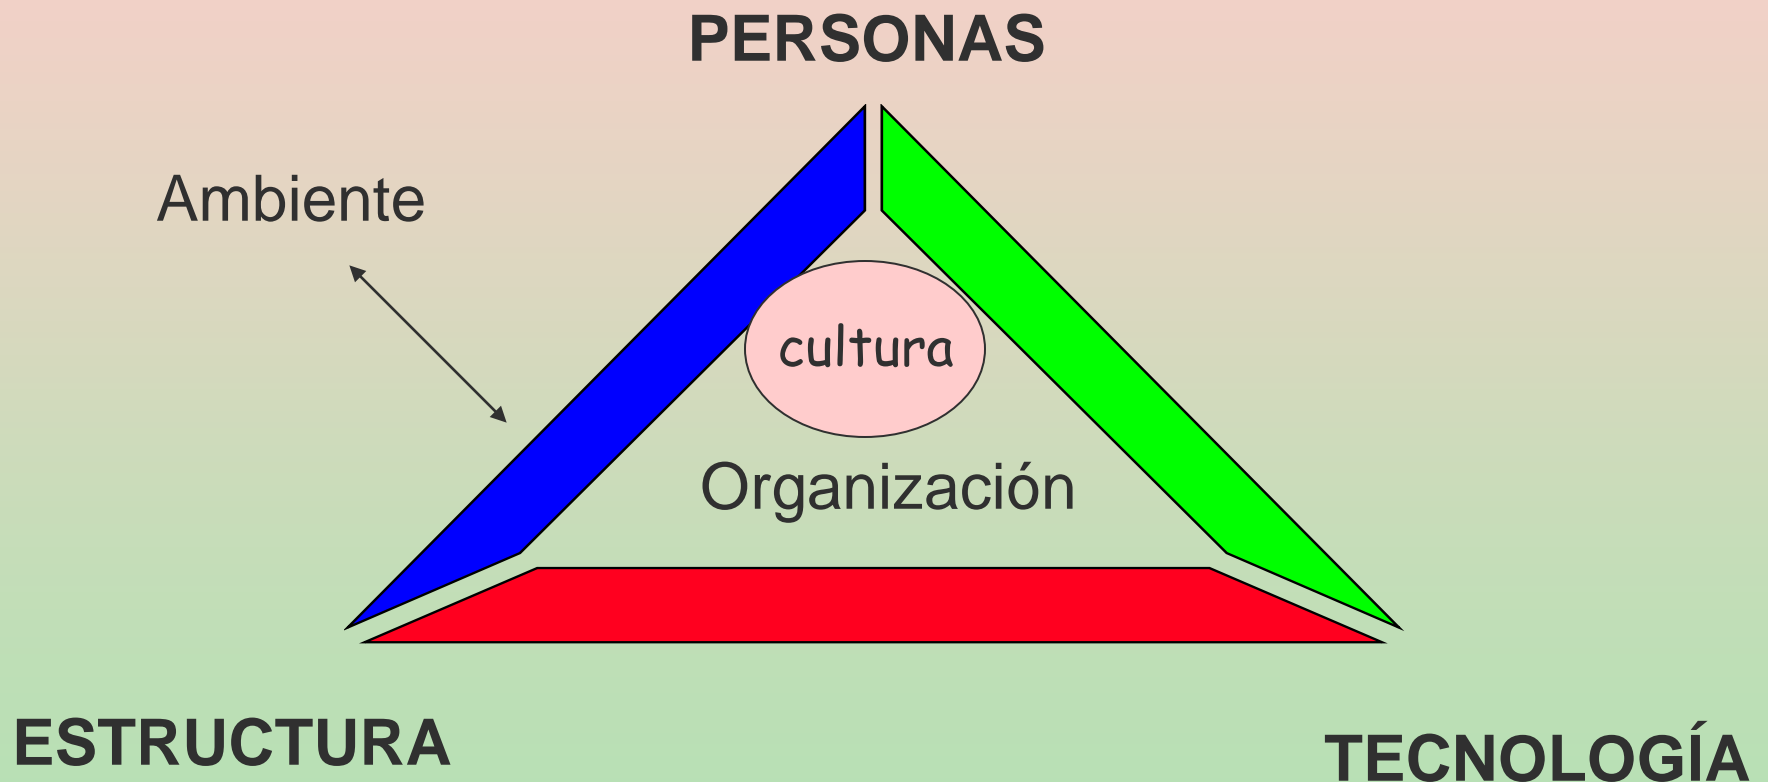 PERSONAS
Ambiente
cultura
Organización
ESTRUCTURA
TECNOLOGÍA